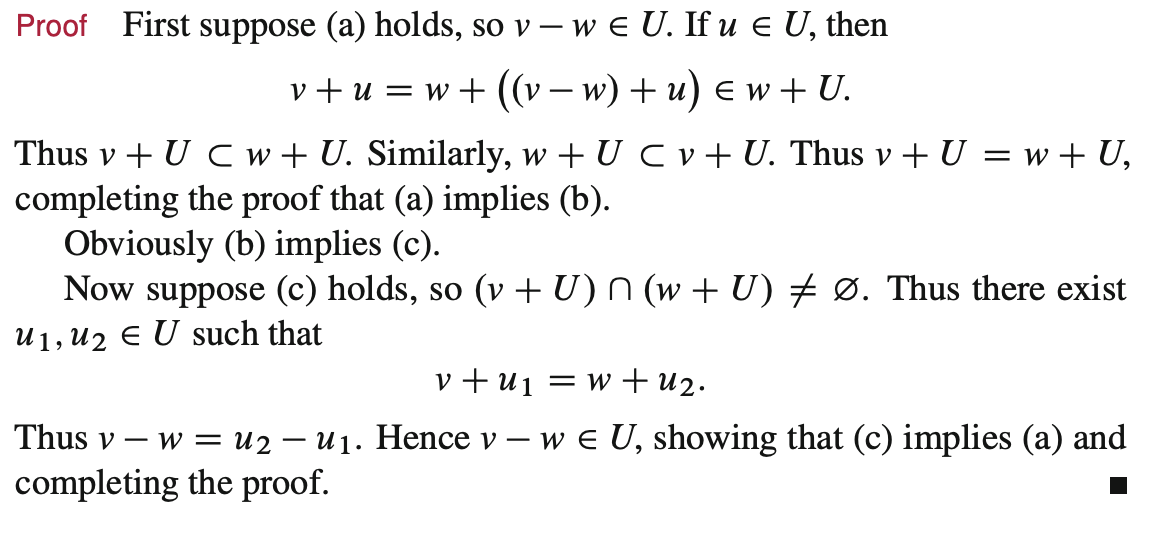 Proof First suppose (a) holds, so v − w ∈ U. If u ∈ U, then
v + u = w + ((v − w) + u) ∈ w + U.
Thus v + U ⊂ w + U. Similarly, w + U ⊂ v + U. Thus v + U = w + U,
completing the proof that (a) implies (b).
Obviously (b) implies (c).
Now suppose (c) holds, so (v + U) ∩ (w + U) ≠ ∅. Thus there exist
u₁, u₂ ∈ U such that
v + u₁ = w + u₂.
Thus v − w = u₂ − u₁. Hence v − w ∈ U, showing that (c) implies (a) and
completing the proof. ■